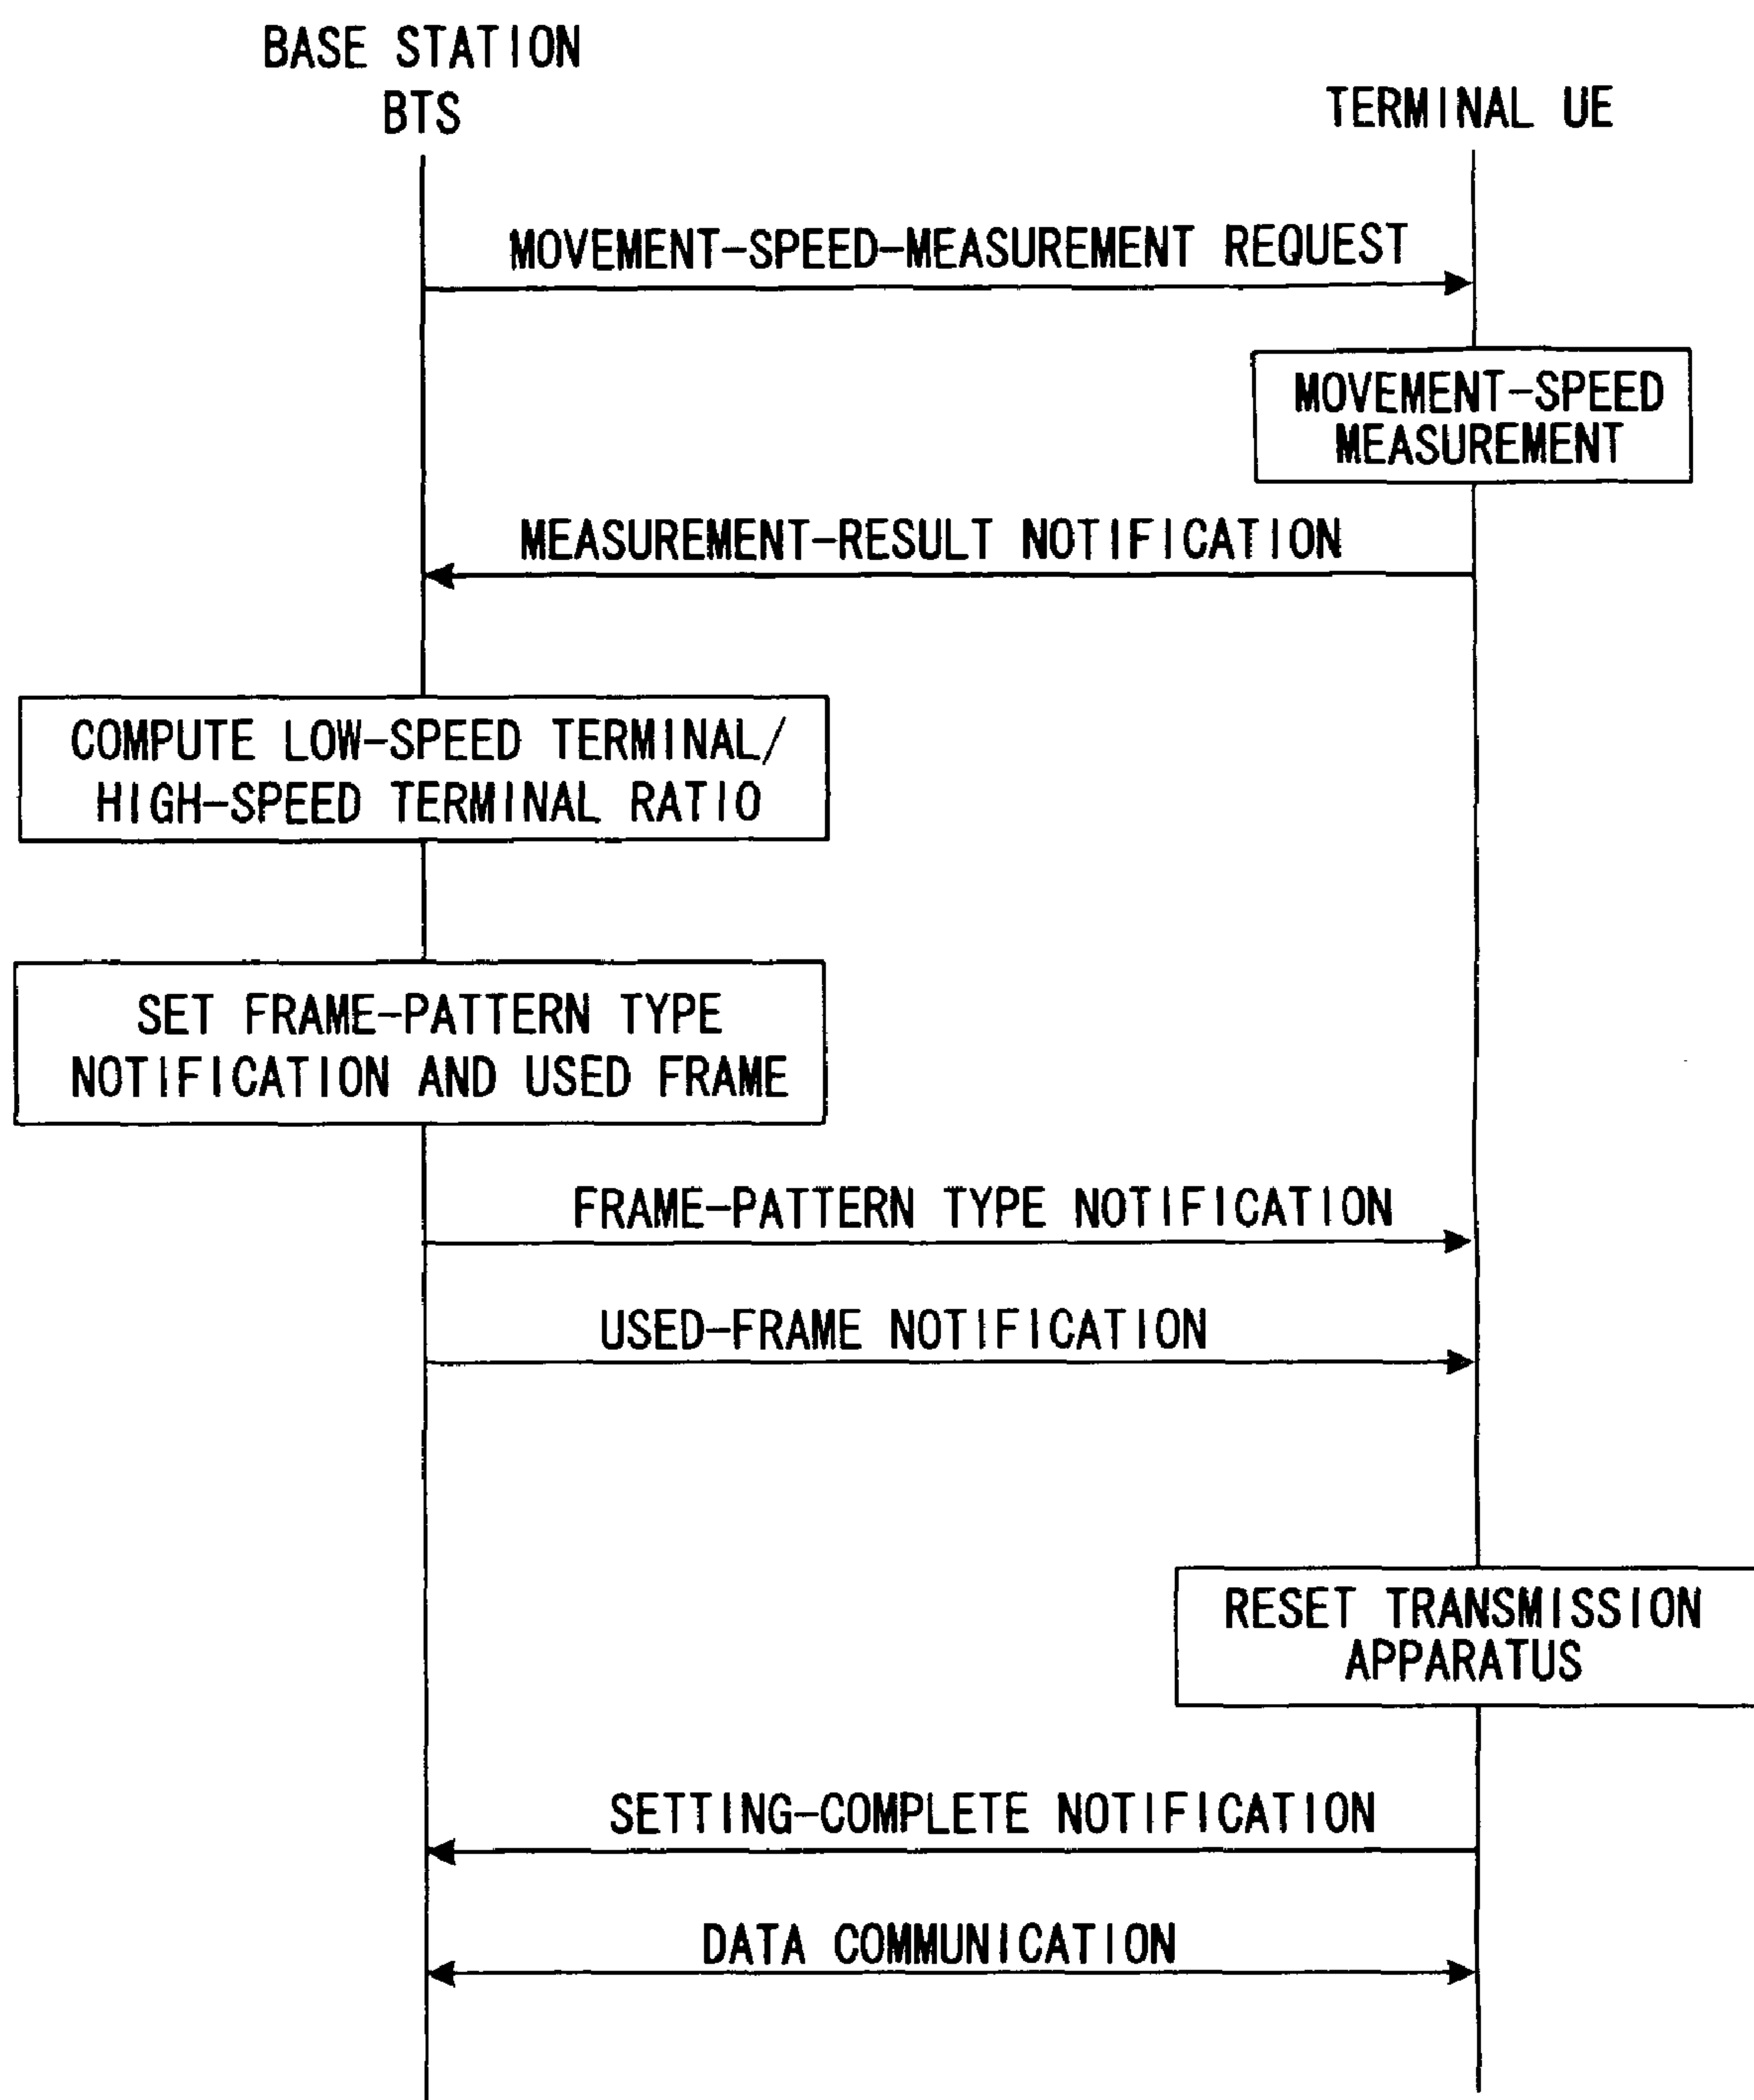 BASE STATION
BTS
TERMINAL UE
MOVEMENT-SPEED-MEASUREMENT REQUEST
MOVEMENT-SPEED
MEASUREMENT
MEASUREMENT-RESULT NOTIFICATION
COMPUTE LOW-SPEED TERMINAL/
HIGH-SPEED TERMINAL RATIO
SET FRAME-PATTERN TYPE
NOTIFICATION AND USED FRAME
FRAME-PATTERN TYPE NOTIFICATION
USED-FRAME NOTIFICATION
RESET TRANSMISSION
APPARATUS
SETTING-COMPLETE NOTIFICATION
DATA COMMUNICATION